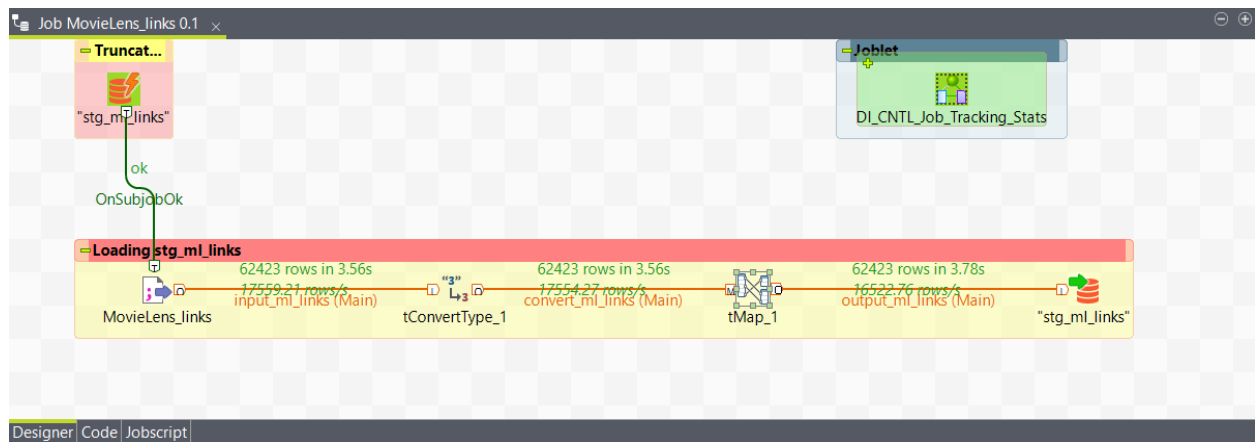 Job MovieLens_links 0.1
Truncat...
"stg_ml_links"
ok
OnSubjobOk
Joblet
DI_CNTL_Job_Tracking_Stats
Loading stg_ml_links
62423 rows in 3.56s
17559.21 rows/s
input_ml_links (Main)
62423 rows in 3.56s
17554.27 rows/s
convert_ml_links (Main)
62423 rows in 3.78s
16522.76 rows/s
output_ml_links (Main)
"3"
3
MovieLens_links
tConvertType_1
tMap_1
"stg_ml_links"
Designer
Code
Jobscript